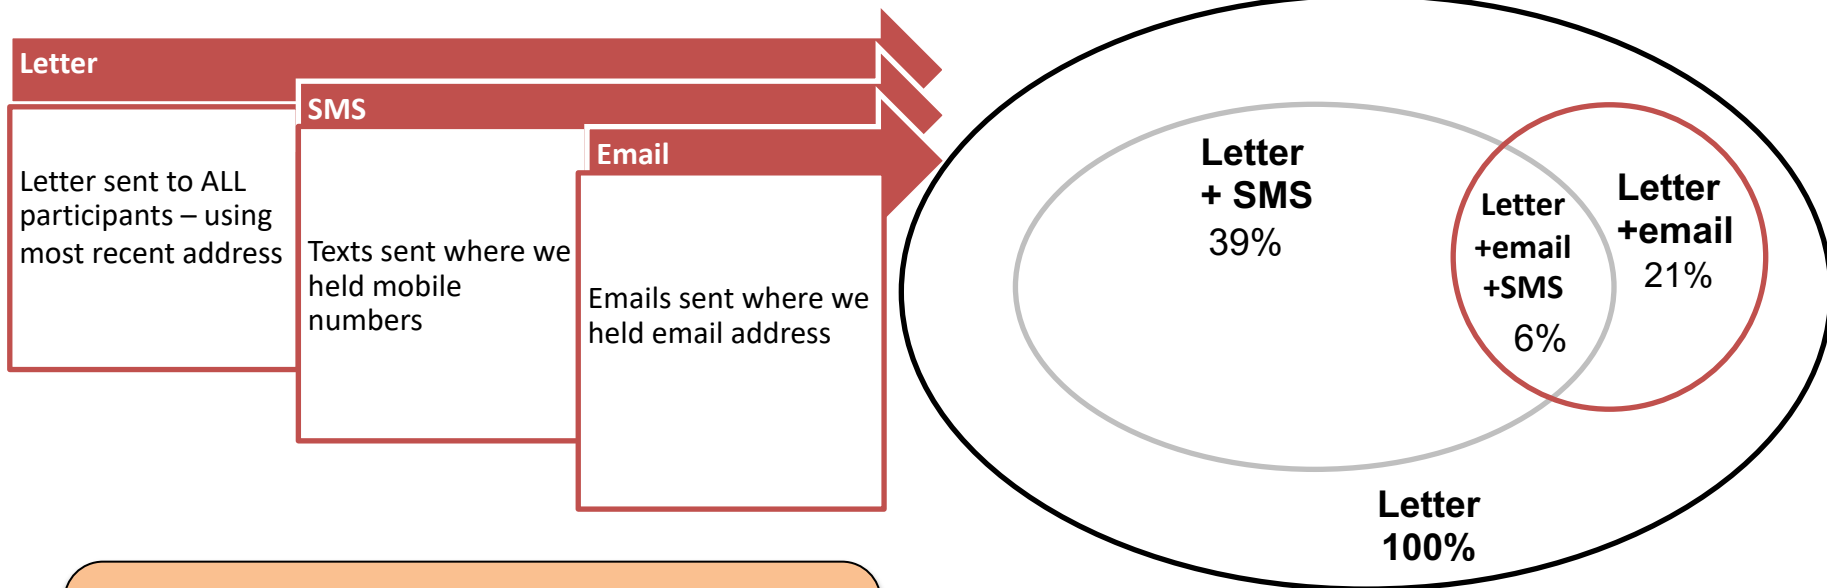 Letter
SMS
Email
Letter sent to ALL
participants – using
most recent address
Texts sent where we
held mobile
numbers
Emails sent where we
held email address
Letter
+ SMS
39%
Letter
+email
+SMS
6%
Letter
+email
21%
Letter
100%